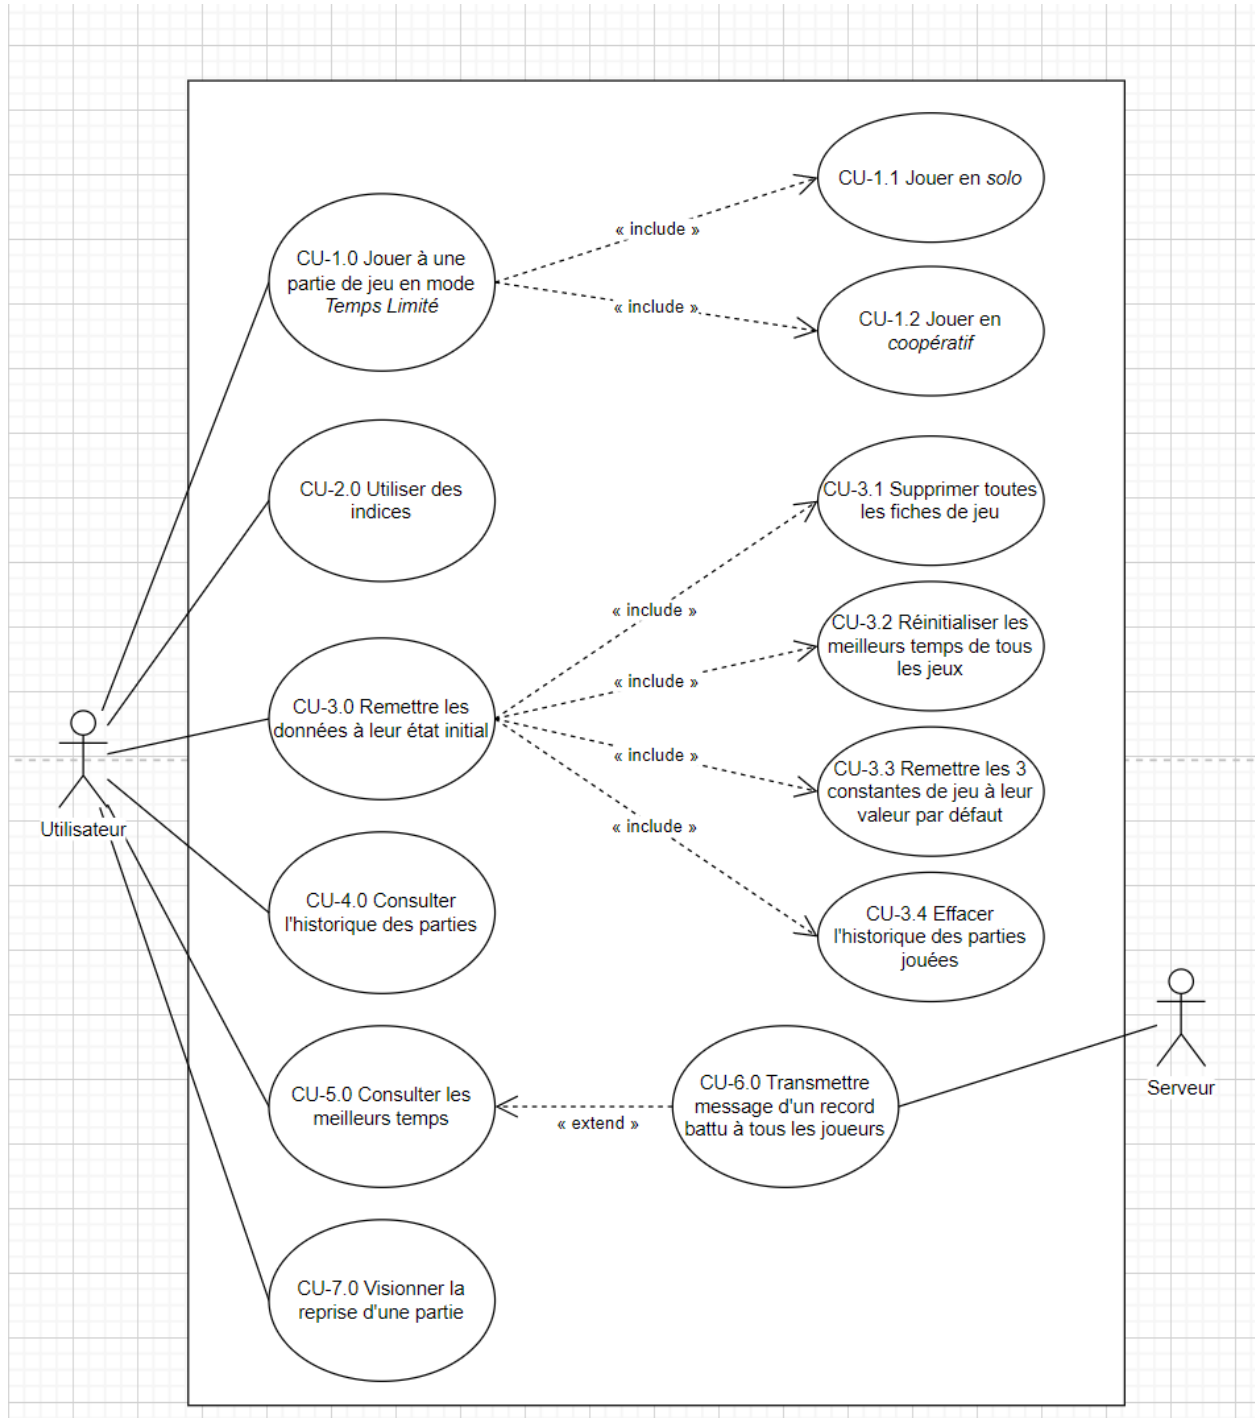 CU-1.1 Jouer en solo
« include »
CU-1.0 Jouer à une
partie de jeu en mode
Temps Limité
« include »
CU-1.2 Jouer en
coopératif
CU-2.0 Utiliser des
indices
CU-3.1 Supprimer toutes
les fiches de jeu
« include »
CU-3.2 Réinitialiser les
meilleurs temps de tous
les jeux
« include »
CU-3.0 Remettre les
données à leur état initial
« include »
CU-3.3 Remettre les 3
constantes de jeu à leur
valeur par défaut
« include »
Utilisateur
CU-4.0 Consulter
l'historique des parties
CU-3.4 Effacer
l'historique des parties
jouées
CU-5.0 Consulter les
meilleurs temps
« extend »
CU-6.0 Transmettre
message d'un record
battu à tous les joueurs
Serveur
CU-7.0 Visionner la
reprise d'une partie